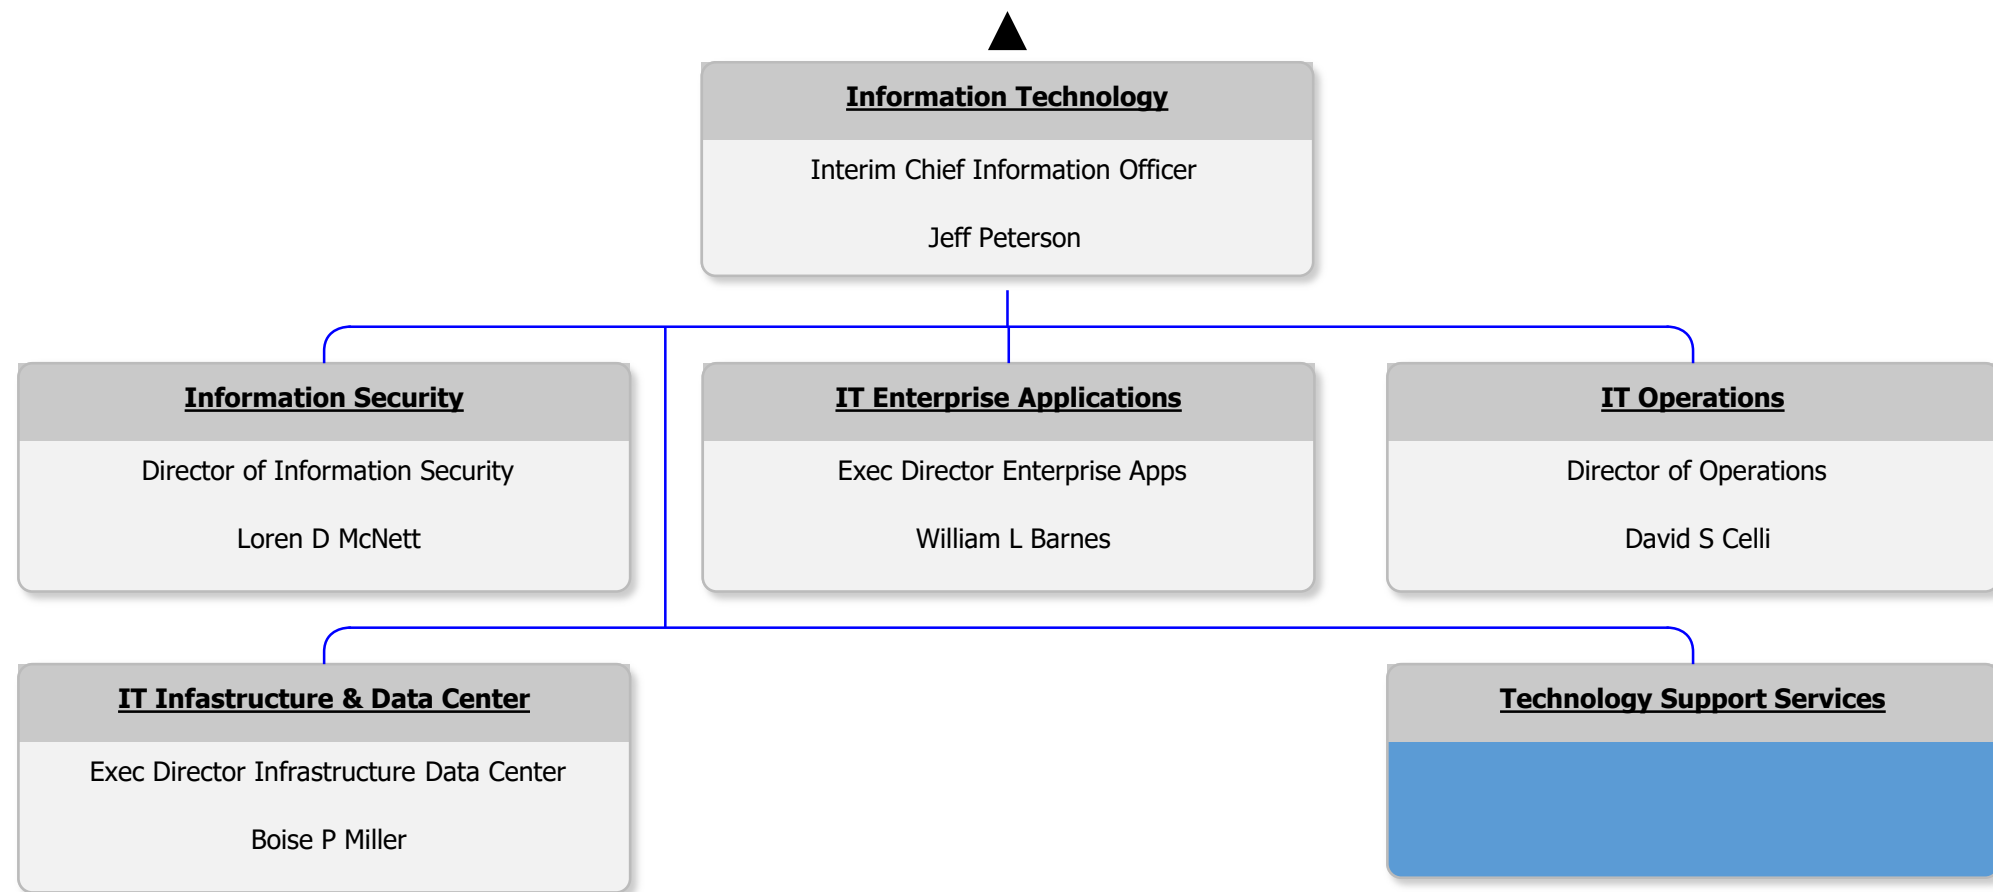 Information Technology
Interim Chief Information Officer
Jeff Peterson
Information Security
Director of Information Security
Loren D McNett
IT Enterprise Applications
Exec Director Enterprise Apps
William L Barnes
IT Operations
Director of Operations
David S Celli
IT Infastructure & Data Center
Exec Director Infrastructure Data Center
Boise P Miller
Technology Support Services